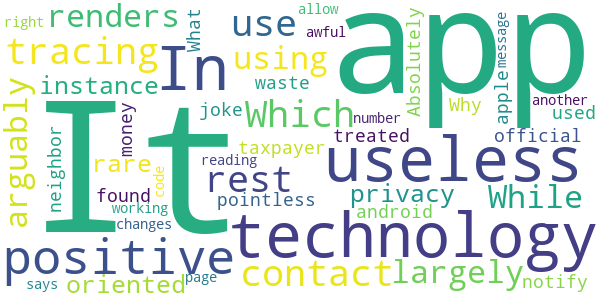 right renders use What allow awful app
tracing In using Absolutely apple Why message another
instance waste Which number used
arguably It joke treated official
neighbor money rare taxpayer useless
found reading rest privacy While
code pointless android
working changes technology
positive contact largely
says oriented page notify